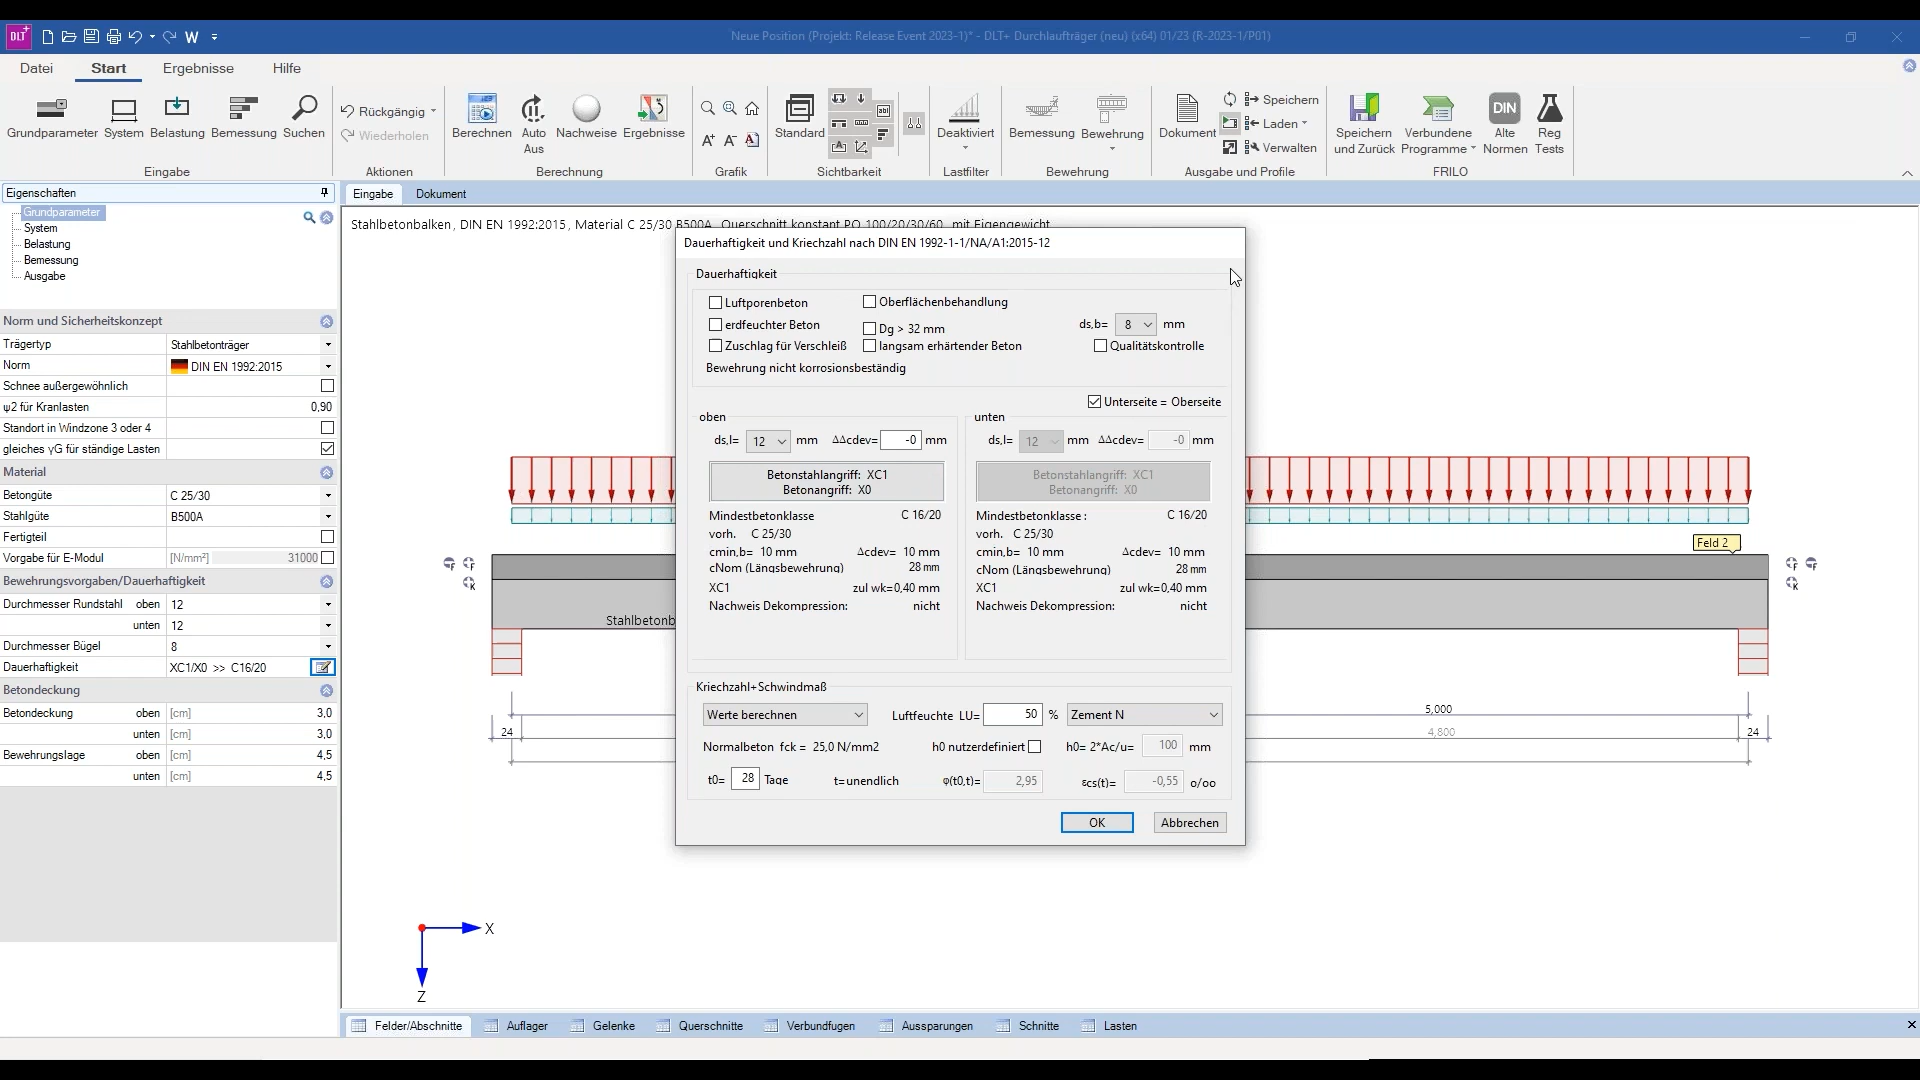 DLT+ W Neue Position (Projekt: Release Event 2023-1)* - DLT+ Durchlaufträger (neu) (x64) 01/23 (R-2023-1/P01)
Datei Start Ergebnisse Hilfe
Grundparameter System Belastung Bemessung Suchen
Eingabe
Rückgängig
Wiederholen
Aktionen
Berechnen Auto Aus Nachweise Ergebnisse
Berechnung
Grafik
Standard
Sichtbarkeit
Deaktiviert
Lastfilter
Bemessung Bewehrung
Bewehrung
Dokument Speichern
Laden
Verwalten
Ausgabe und Profile
Speichern und Zurück Verbundene Programme DIN Alte Normen Reg Tests
FRILO
Eigenschaften
Grundparameter
System
Belastung
Bemessung
Ausgabe
Norm und Sicherheitskonzept
Trägertyp Stahlbetonträger
Norm DIN EN 1992:2015
Schnee außergewöhnlich
ψ2 für Kranlasten 0,90
Standort in Windzone 3 oder 4
gleiches γG für ständige Lasten
Material
Betongüte C 25/30
Stahlgüte B500A
Fertigteil
Vorgabe für E-Modul [N/mm²] 31000
Bewehrungsvorgaben/Dauerhaftigkeit
Durchmesser Rundstahl oben 12
unten 12
Durchmesser Bügel 8
Dauerhaftigkeit XC1/X0 >> C16/20
Betondeckung
Betondeckung oben [cm] 3,0
unten [cm] 3,0
Bewehrungslage oben [cm] 4,5
unten [cm] 4,5
Eingabe Dokument
Stahlbetonbalken, DIN EN 1992:2015, Material C 25/30 B500A, Querschnitt konstant PO 100/20/30/60, mit Eigengewicht
Dauerhaftigkeit und Kriechzahl nach DIN EN 1992-1-1/NA/A1:2015-12
Dauerhaftigkeit
Luftporenbeton Oberflächenbehandlung
erdfeuchter Beton Dg > 32 mm ds,b= 8 mm
Zuschlag für Verschleiß langsam erhärtender Beton Qualitätskontrolle
Bewehrung nicht korrosionsbeständig
Unterseite = Oberseite
oben
ds,l= 12 mm ΔΔcdev= -0 mm
Betonstahlangriff: XC1
Betonangriff: X0
Mindestbetonklasse C 16/20
vorh. C 25/30
cmin,b= 10 mm Δcdev= 10 mm
cNom (Längsbewehrung) 28 mm
XC1 zul wk=0,40 mm
Nachweis Dekompression: nicht
unten
ds,l= 12 mm ΔΔcdev= -0 mm
Betonstahlangriff: XC1
Betonangriff: X0
Mindestbetonklasse : C 16/20
vorh. C 25/30
cmin,b= 10 mm Δcdev= 10 mm
cNom (Längsbewehrung) 28 mm
XC1 zul wk=0,40 mm
Nachweis Dekompression: nicht
Kriechzahl+Schwindmaß
Werte berechnen Luftfeuchte LU= 50 % Zement N
Normalbeton fck = 25,0 N/mm2 h0 nutzerdefiniert h0= 2*Ac/u= 100 mm
t0= 28 Tage t=unendlich φ(t0,t)= 2,95 εcs(t)= -0,55 o/oo
OK Abbrechen
Feld 2
Stahlbetonb
5,000
24 4,800 24
X
Z
Felder/Abschnitte Auflager Gelenke Querschnitte Verbundfugen Aussparungen Schnitte Lasten